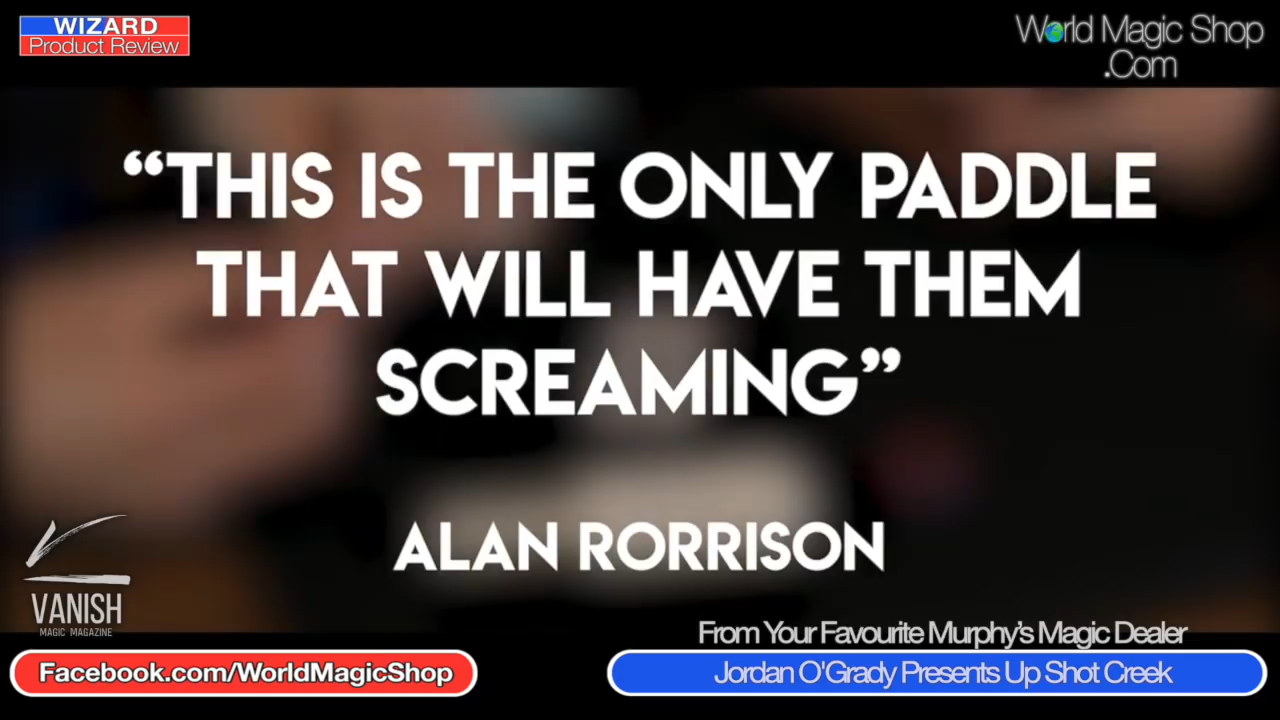 WIZARD
Product Review
World Magic Shop
.Com
“THIS IS THE ONLY PADDLE
THAT WILL HAVE THEM
SCREAMING”
ALAN RORRISON
VANISH
MAGIC MAGAZINE
From Your Favourite Murphy's Magic Dealer
Facebook.com/WorldMagicShop
Jordan O'Grady Presents Up Shot Creek